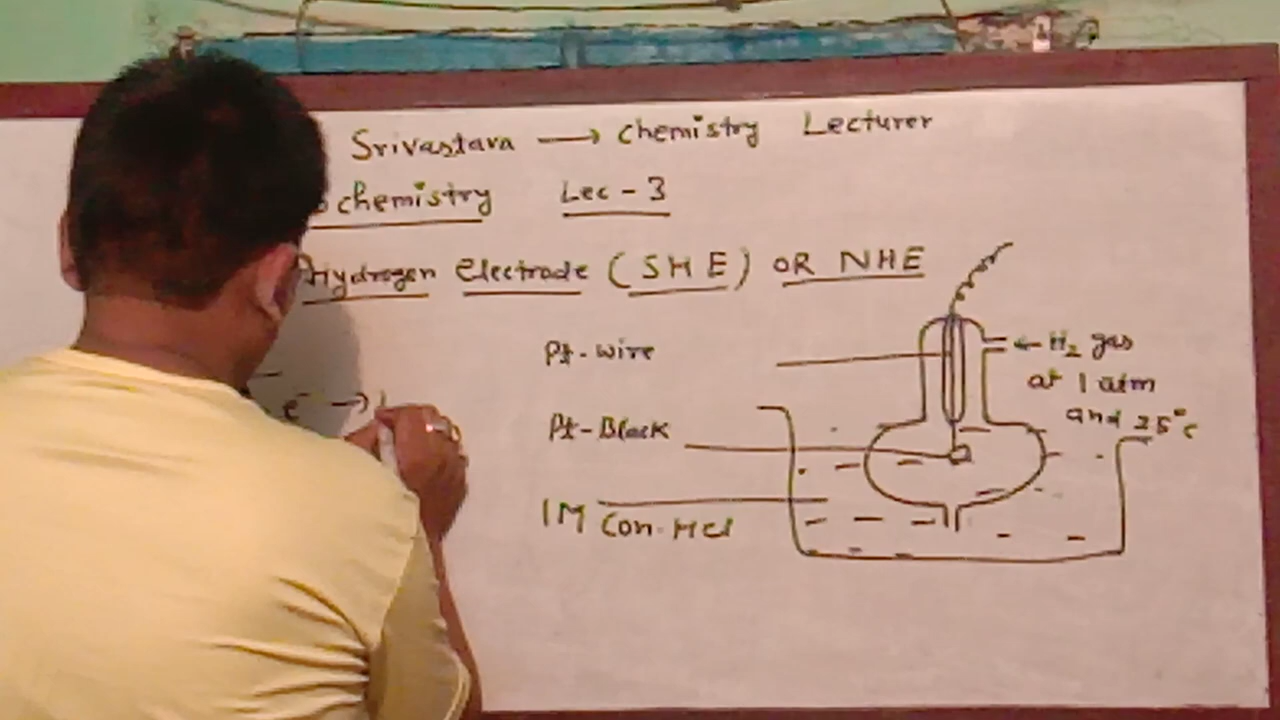 Srivastava → Chemistry Lecturer
chemistry Lec - 3
Hydrogen Electrode (SHE) OR NHE
Pt-wire
← H₂ gas
at 1 atm
and 25°C
e⁻ →
Pt-Black
1M Con. HCl